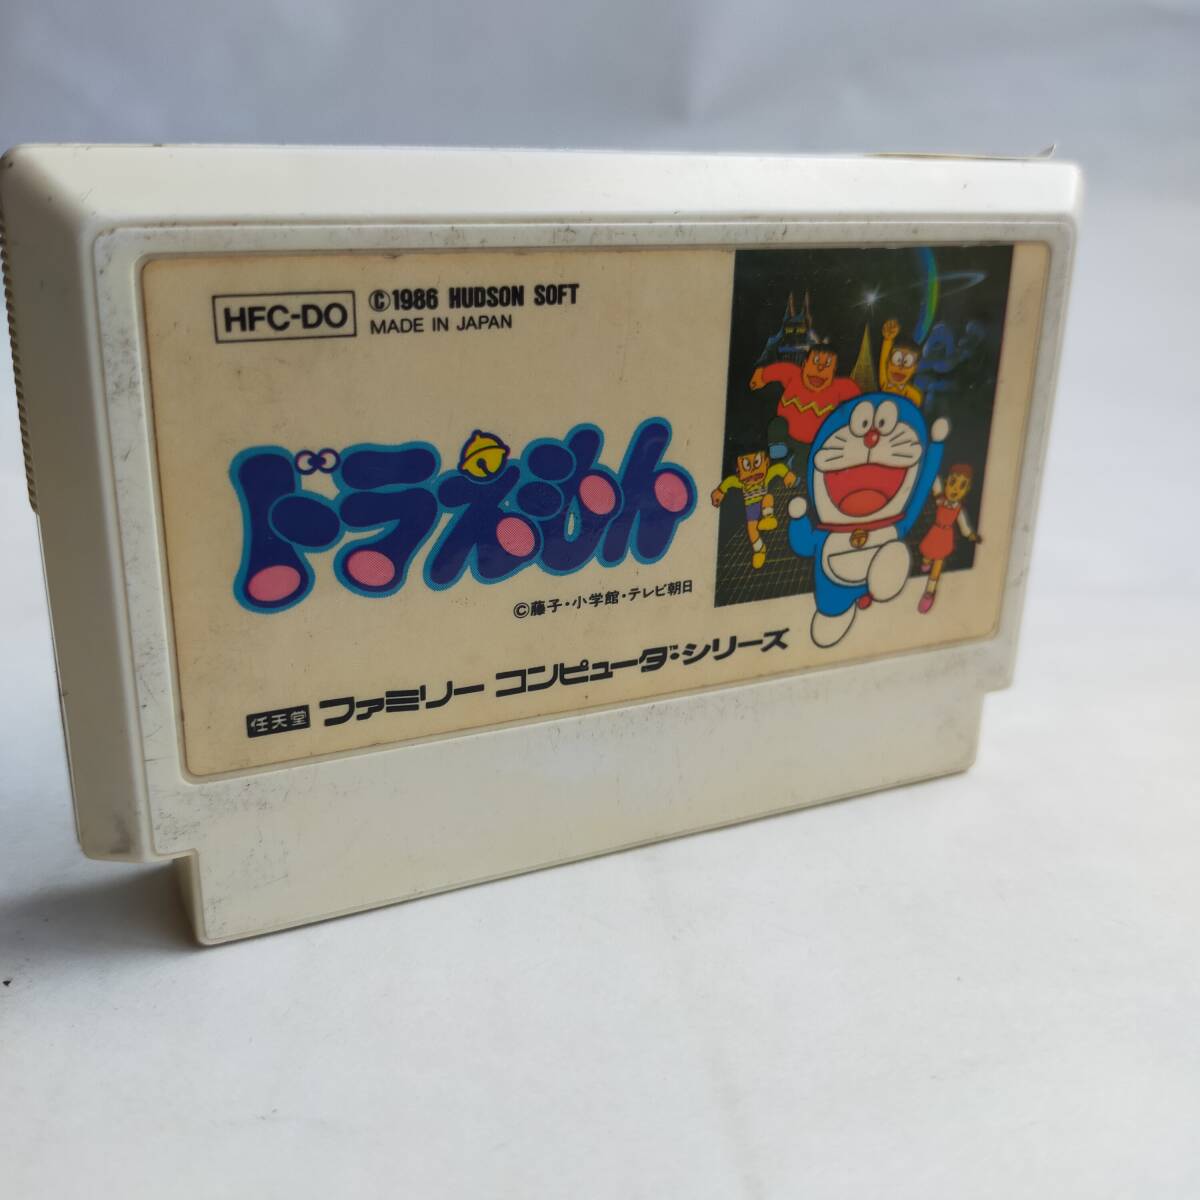 HFC-DO
©1986 HUDSON SOFT
MADE IN JAPAN
ドラえもん
©藤子・小学館・テレビ朝日
任天堂 ファミリー コンピュータ™・シリーズ